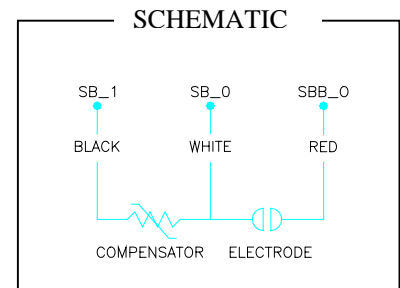 SCHEMATIC
SB_1 SB_0 SBB_0
BLACK WHITE RED
COMPENSATOR ELECTRODE